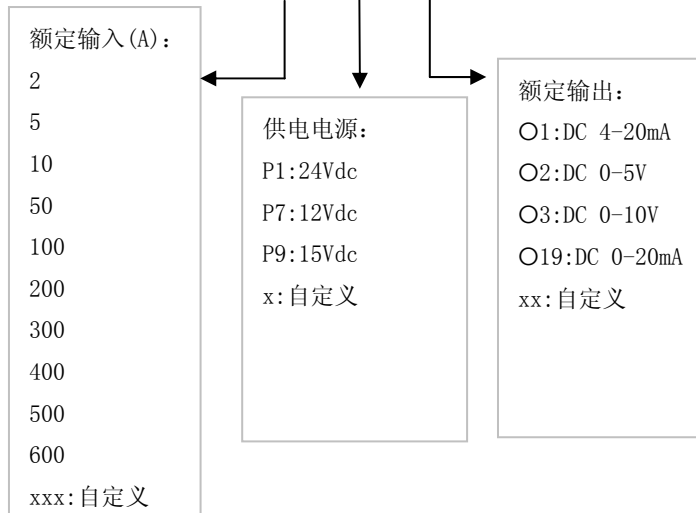 额定输入(A):
2
5
10
50
100
200
300
400
500
600
xxx:自定义
供电电源:
P1:24Vdc
P7:12Vdc
P9:15Vdc
x:自定义
额定输出:
O1:DC 4-20mA
O2:DC 0-5V
O3:DC 0-10V
O19:DC 0-20mA
xx:自定义